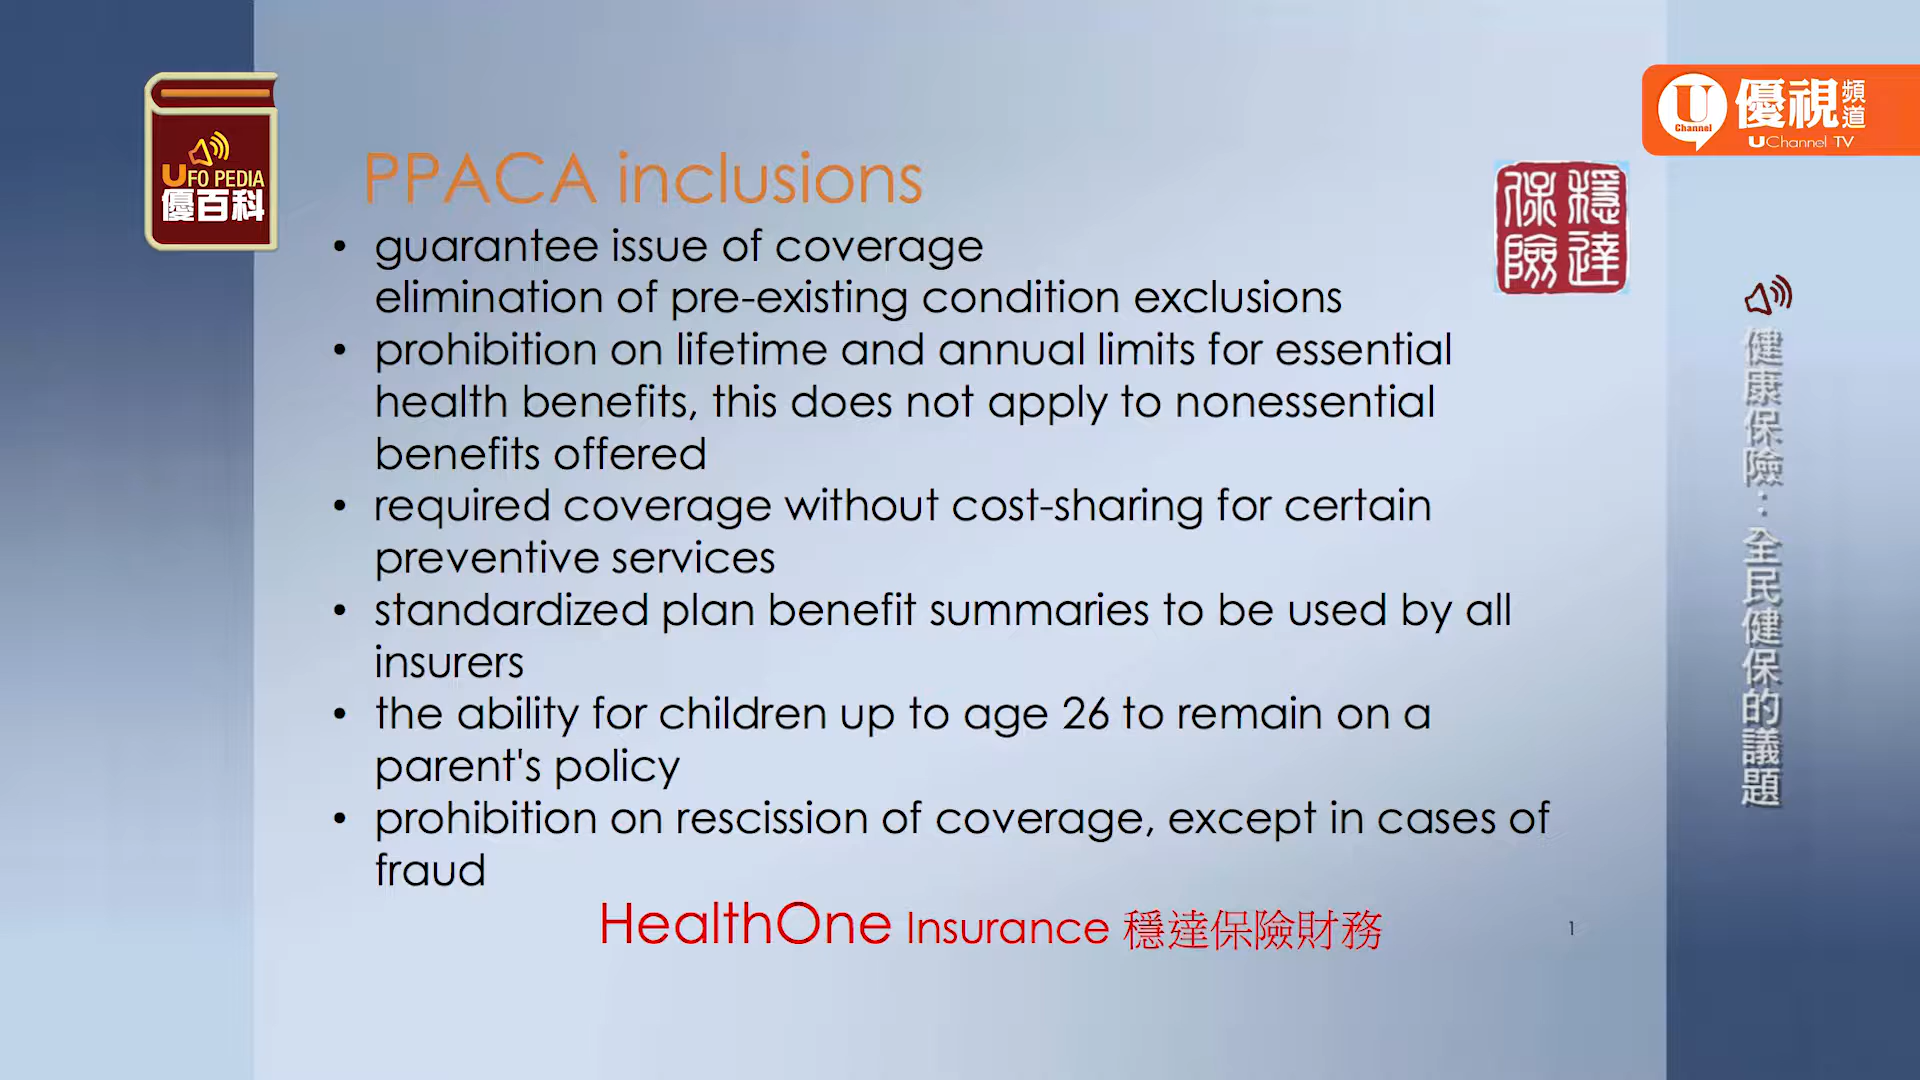 UFO PEDIA
優百科
U
Channel
優視頻道
UChannel TV
穩達
保險
PPACA inclusions
• guarantee issue of coverage
elimination of pre-existing condition exclusions
• prohibition on lifetime and annual limits for essential
health benefits, this does not apply to nonessential
benefits offered
• required coverage without cost-sharing for certain
preventive services
• standardized plan benefit summaries to be used by all
insurers
• the ability for children up to age 26 to remain on a
parent's policy
• prohibition on rescission of coverage, except in cases of
fraud
HealthOne Insurance 穩達保險財務
1
健康保險：全民健保的議題